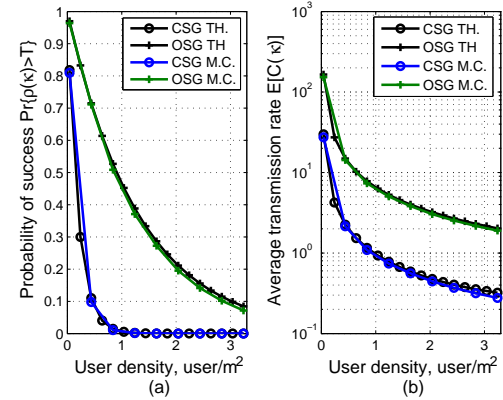 Probability of success Pr{ρ(κ)>T}
1
0.9
0.8
0.7
0.6
0.5
0.4
0.3
0.2
0.1
0
0
1
2
3
User density, user/m²
(a)
CSG TH.
OSG TH
CSG M.C.
OSG M.C.
Average transmission rate E[C(κ)]
10³
10²
10¹
10⁰
10⁻¹
0
1
2
3
User density, user/m²
(b)
CSG TH.
OSG TH
CSG M.C.
OSG M.C.